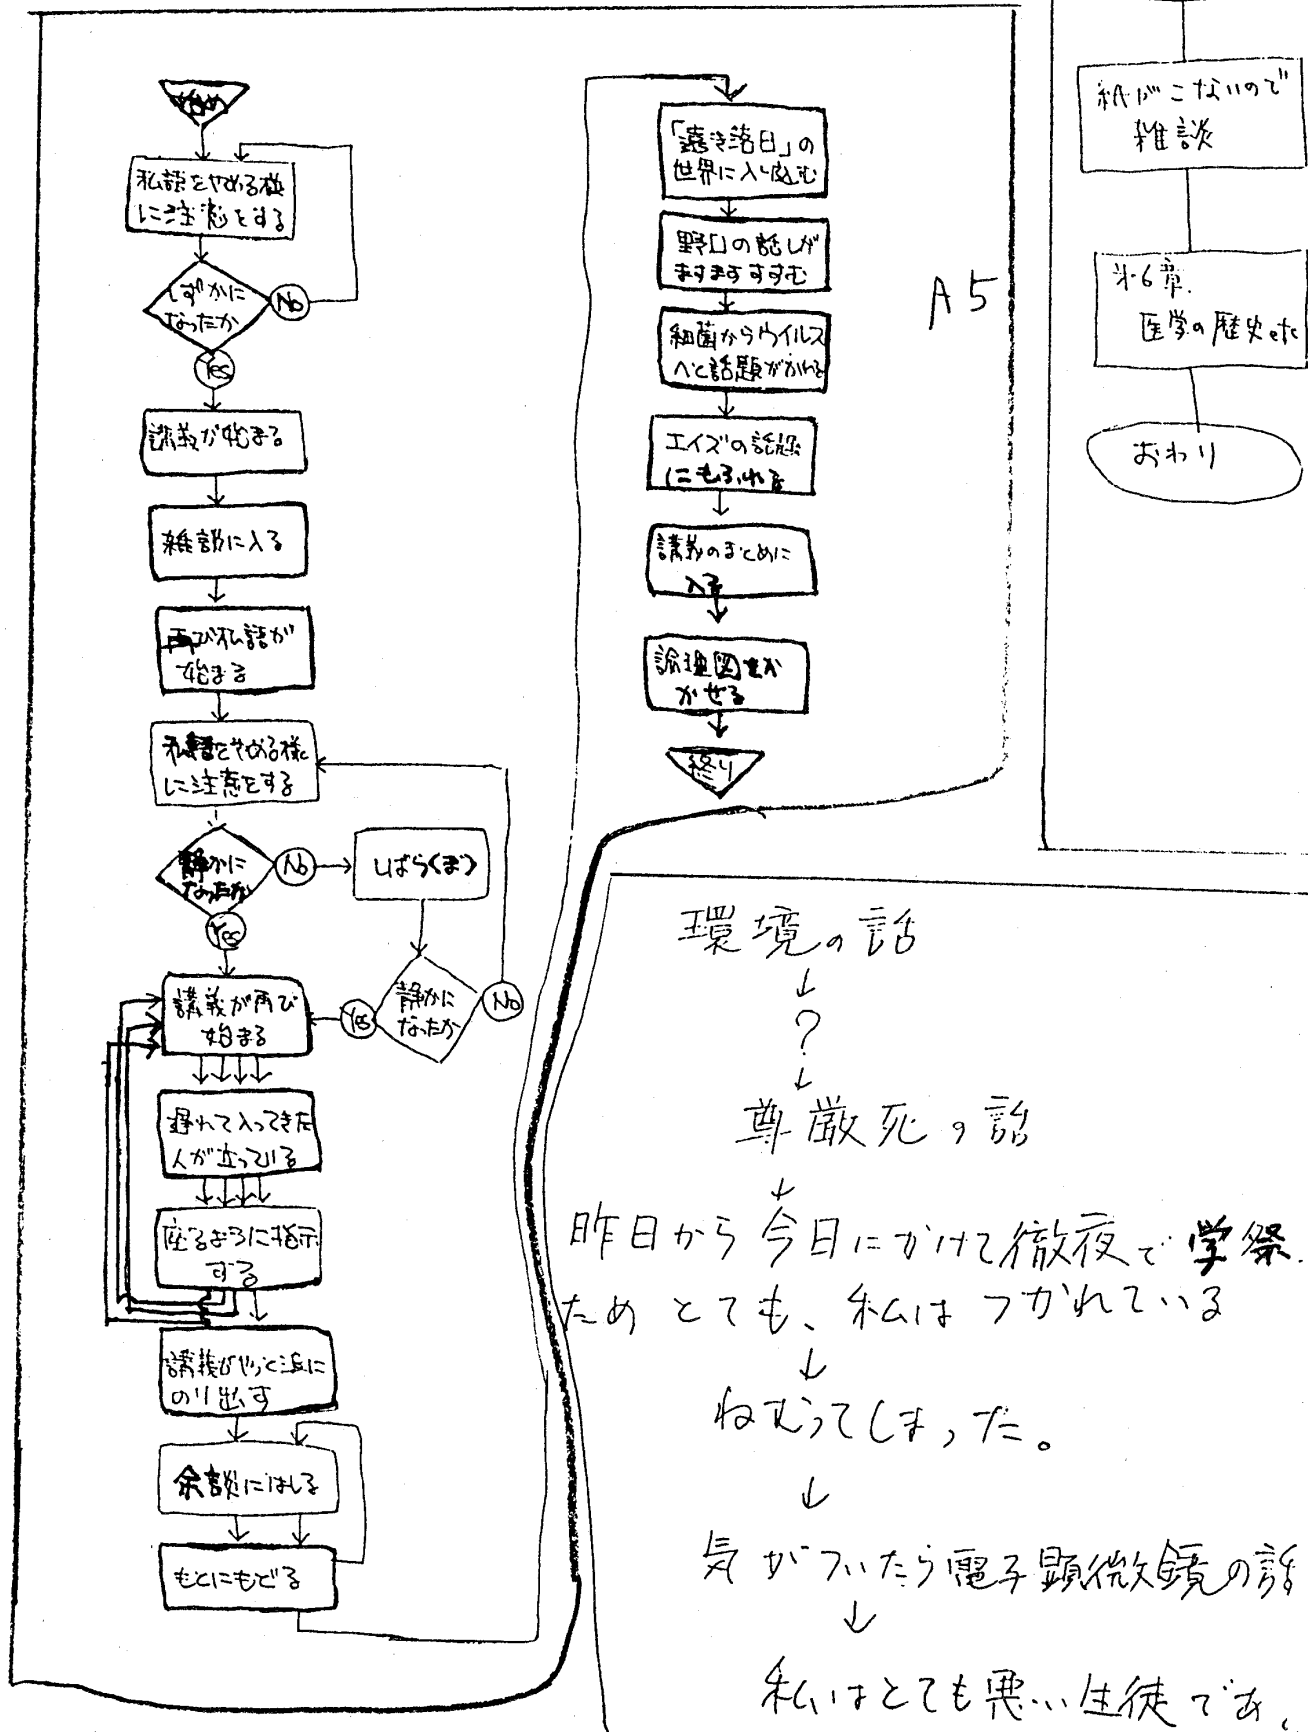 始め
私語をやめる様
に注意をする
しずかに
なったか
No
Yes
講義が始まる
雑談に入る
再び私語が
始まる
私語をやめる様
に注意をする
静かに
なったか
No
しばらくまつ
Yes
静かに
なったか
No
Yes
講義が再び
始まる
遅れて入ってきた
人が立っている
座るように指示
する
講義がやっと波に
のり出す
余談にはしる
もとにもどる
「遠き落日」の
世界に入り込む
野口の話しが
ますますすすむ
細菌からウイルス
へと話題がかわる
エイズの話題
にもふれる
講義のまとめに
入る
論理図をか
かせる
終り
A5
紙がこないので
雑談
第6章.
医学の歴史etc
おわり
環境の話
↓
?
↓
尊厳死の話
↓
昨日から今日にかけて徹夜で学祭
ためとても、私はつかれている
↓
ねむってしまった。
↓
気がついたら電子顕微鏡の話
↓
私はとても悪い生徒であ